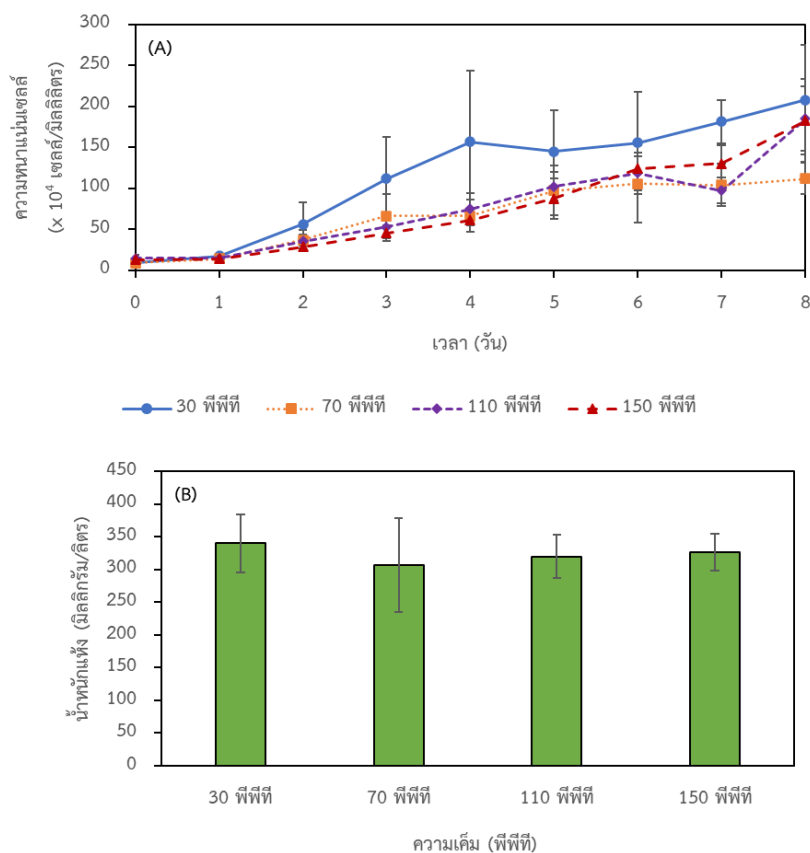 (A)
ความหนาแน่นเซลล์
(x 10⁴ เซลล์/มิลลิลิตร)
300
250
200
150
100
50
0
0 1 2 3 4 5 6 7 8
เวลา (วัน)
30 พีพีที 70 พีพีที 110 พีพีที 150 พีพีที
(B)
น้ำหนักแห้ง (มิลลิกรัม/ลิตร)
450
400
350
300
250
200
150
100
50
0
30 พีพีที 70 พีพีที 110 พีพีที 150 พีพีที
ความเค็ม (พีพีที)